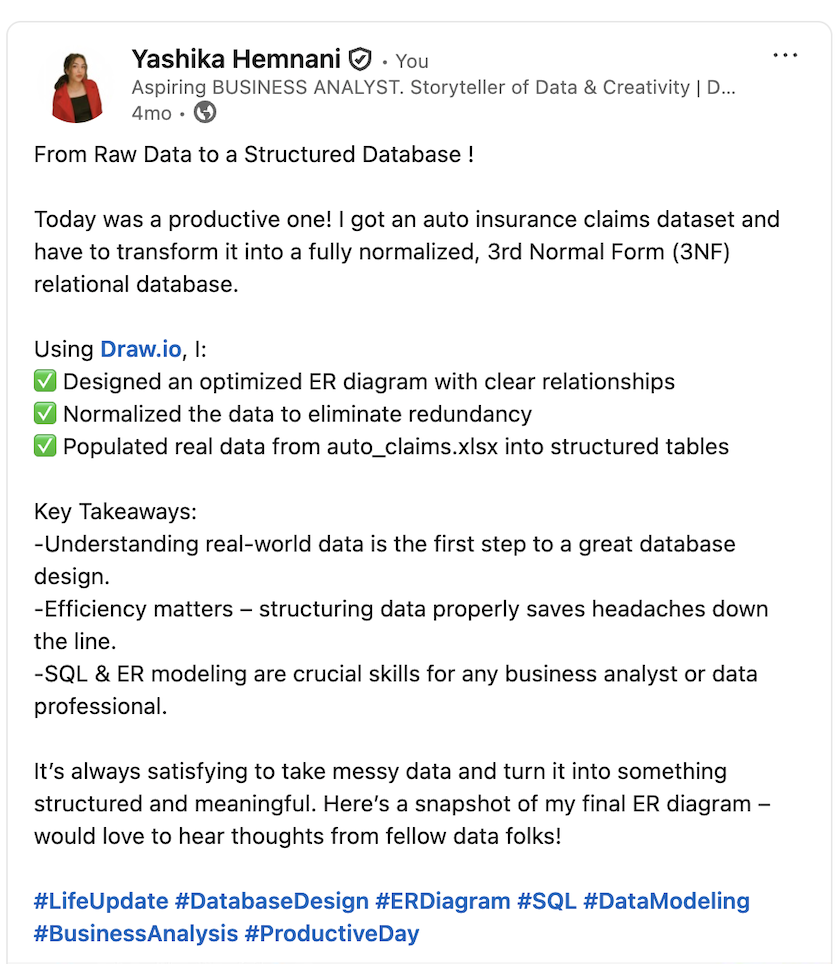 Yashika Hemnani • You
Aspiring BUSINESS ANALYST. Storyteller of Data & Creativity | D...
4mo •
From Raw Data to a Structured Database !
Today was a productive one! I got an auto insurance claims dataset and
have to transform it into a fully normalized, 3rd Normal Form (3NF)
relational database.
Using Draw.io, I:
✅ Designed an optimized ER diagram with clear relationships
✅ Normalized the data to eliminate redundancy
✅ Populated real data from auto_claims.xlsx into structured tables
Key Takeaways:
-Understanding real-world data is the first step to a great database
design.
-Efficiency matters – structuring data properly saves headaches down
the line.
-SQL & ER modeling are crucial skills for any business analyst or data
professional.
It’s always satisfying to take messy data and turn it into something
structured and meaningful. Here’s a snapshot of my final ER diagram –
would love to hear thoughts from fellow data folks!
#LifeUpdate #DatabaseDesign #ERDiagram #SQL #DataModeling
#BusinessAnalysis #ProductiveDay